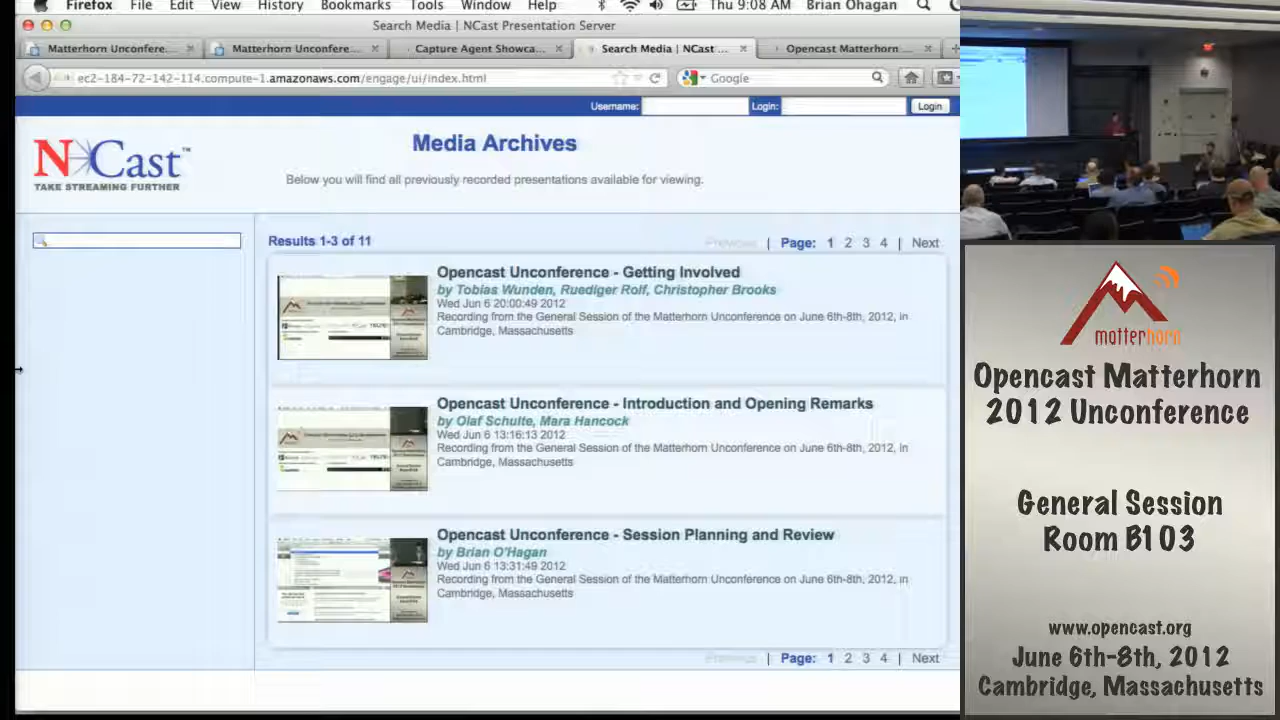 Firefox File Edit View History Bookmarks Tools Window Help Thu 9:08 AM Brian Ohagan
Search Media | NCast Presentation Server
Matterhorn Unconfere... Matterhorn Unconfere... Capture Agent Showca... Search Media | NCast ... Opencast Matterhorn ...
ec2-184-72-142-114.compute-1.amazonaws.com/engage/ui/index.html Google
Username: Login: Login
NCast™
TAKE STREAMING FURTHER
Media Archives
Below you will find all previously recorded presentations available for viewing.
Results 1-3 of 11
Previous | Page: 1 2 3 4 | Next
Opencast Unconference - Getting Involved
by Tobias Wunden, Ruediger Rolf, Christopher Brooks
Wed Jun 6 20:00:49 2012
Recording from the General Session of the Matterhorn Unconference on June 6th-8th, 2012, in
Cambridge, Massachusetts
Opencast Unconference - Introduction and Opening Remarks
by Olaf Schulte, Mara Hancock
Wed Jun 6 13:16:13 2012
Recording from the General Session of the Matterhorn Unconference on June 6th-8th, 2012, in
Cambridge, Massachusetts
Opencast Unconference - Session Planning and Review
by Brian O'Hagan
Wed Jun 6 13:31:49 2012
Recording from the General Session of the Matterhorn Unconference on June 6th-8th, 2012, in
Cambridge, Massachusetts
Previous | Page: 1 2 3 4 | Next
matterhorn
Opencast Matterhorn
2012 Unconference
General Session
Room B103
www.opencast.org
June 6th-8th, 2012
Cambridge, Massachusetts